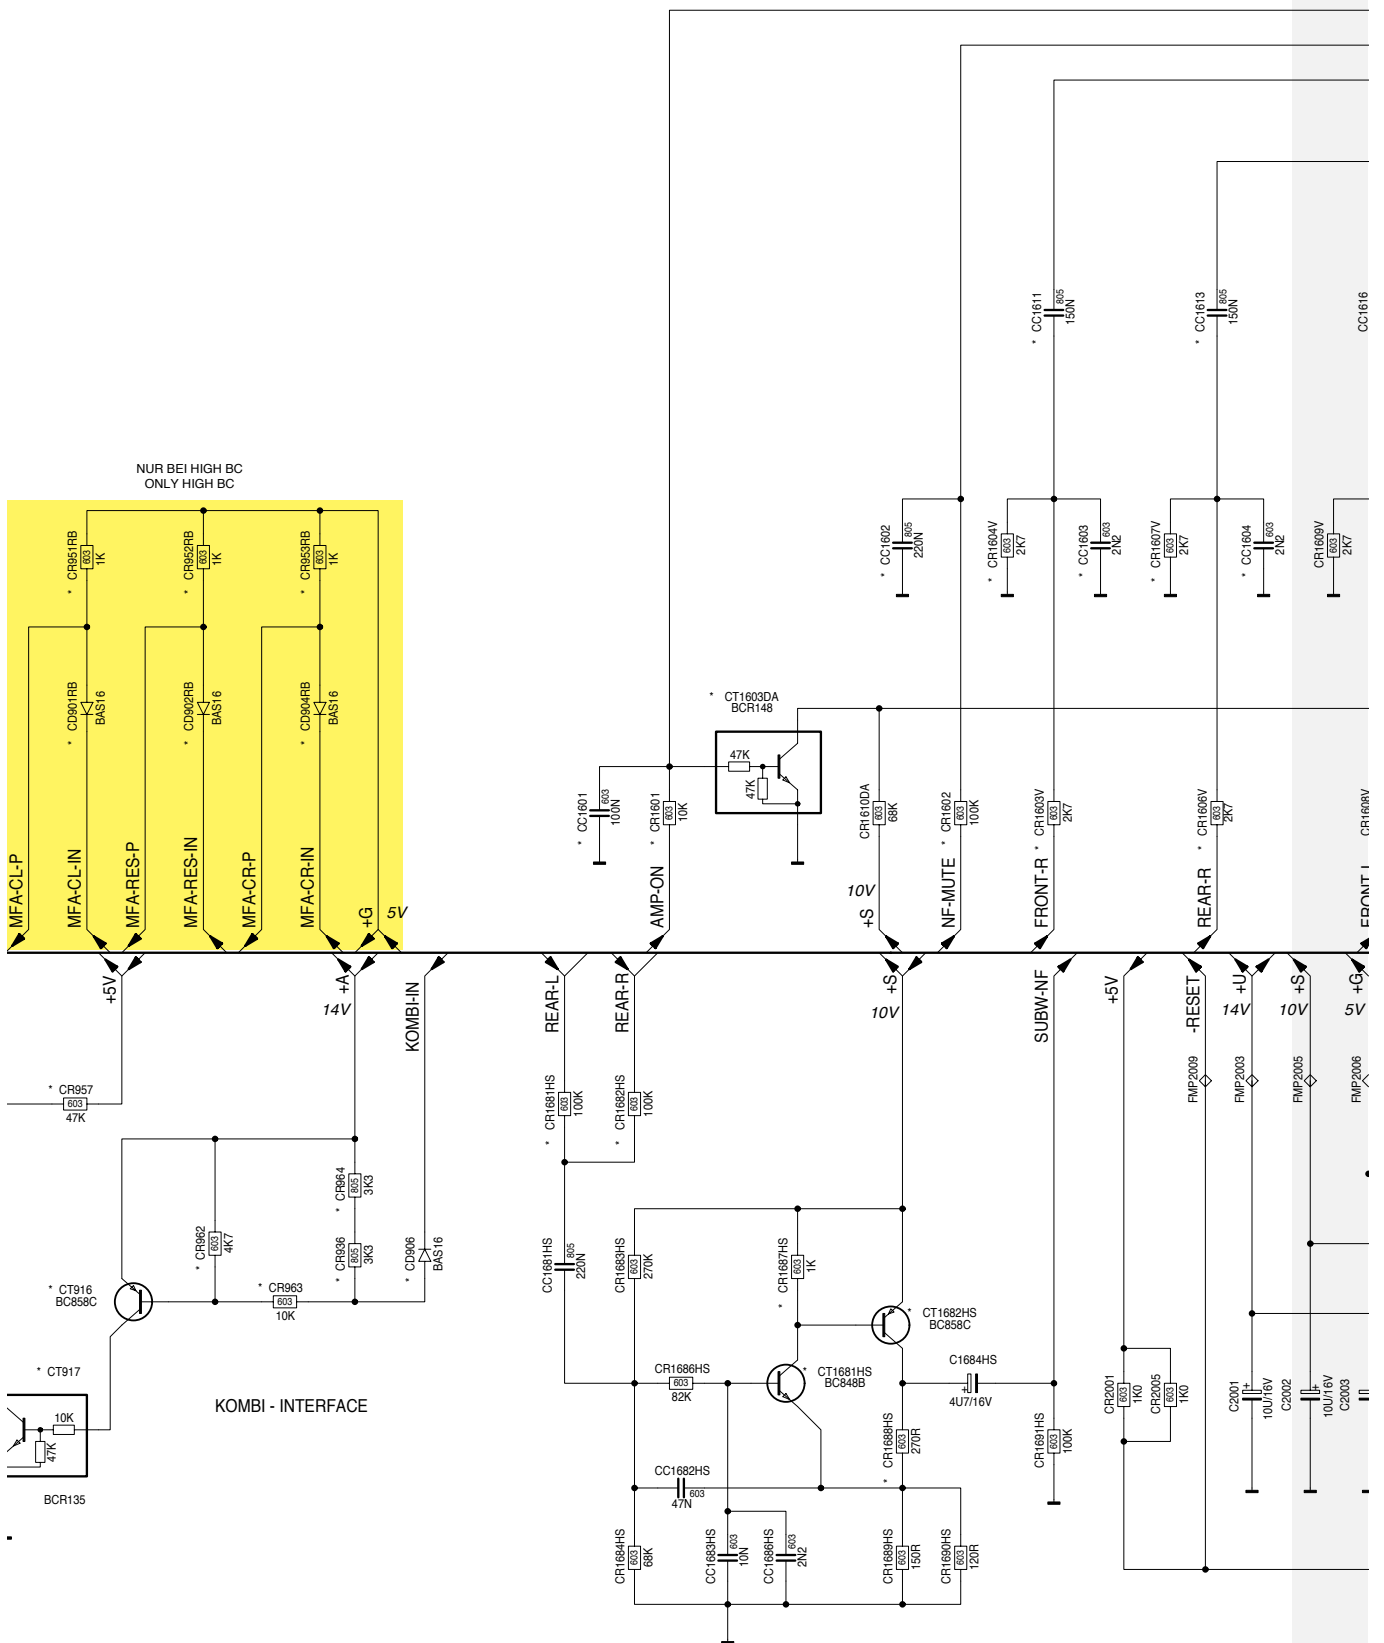 * CC1611
805
150N
* CC1613
805
150N
CC1616
NUR BEI HIGH BC
ONLY HIGH BC
* CR951RB
603
1K
* CR952RB
603
1K
* CR953RB
603
1K
* CC1602
805
220N
* CR1604V
603
2K7
* CC1603
603
2N2
* CR1607V
603
2K7
* CC1604
603
2N2
CR1609V
603
2K7
* CD901RB
BAS16
* CD902RB
BAS16
* CD904RB
BAS16
* CT1603DA
BCR148
47K
47K
* CC1601
603
100N
* CR1601
603
10K
CR1610DA
603
68K
* CR1602
603
100K
* CR1603V
603
2K7
* CR1606V
603
2K7
CR1608V
MFA-CL-P
MFA-CL-IN
MFA-RES-P
MFA-RES-IN
MFA-CR-P
MFA-CR-IN
+G
5V
AMP-ON
10V
+S
NF-MUTE
FRONT-R
REAR-R
FRONT-L
+5V
+A
14V
KOMBI-IN
REAR-L
REAR-R
+S
10V
SUBW-NF
+5V
-RESET
+U
14V
+S
10V
+G
5V
* CR957
603
47K
* CR1681HS
603
100K
* CR1682HS
603
100K
FMP2009
FMP2003
FMP2005
FMP2006
* CR964
805
3K3
* CR962
603
4K7
* CR936
805
3K3
* CD906
BAS16
CC1681HS
805
220N
CR1683HS
603
270K
* CR1687HS
603
1K
* CT916
BC858C
* CR963
603
10K
* CT1682HS
BC858C
* CT917
CR1686HS
603
82K
* CT1681HS
BC848B
C1684HS
+
4U7/16V
CR2001
603
1K0
CR2005
603
1K0
C2001
+
10U/16V
C2002
+
10U/16V
C2003
10K
47K
KOMBI - INTERFACE
* CR1688HS
603
270R
CR1691HS
603
100K
BCR135
CC1682HS
603
47N
CR1684HS
603
68K
CC1683HS
603
10N
CC1686HS
603
2N2
CR1689HS
603
150R
CR1690HS
603
120R